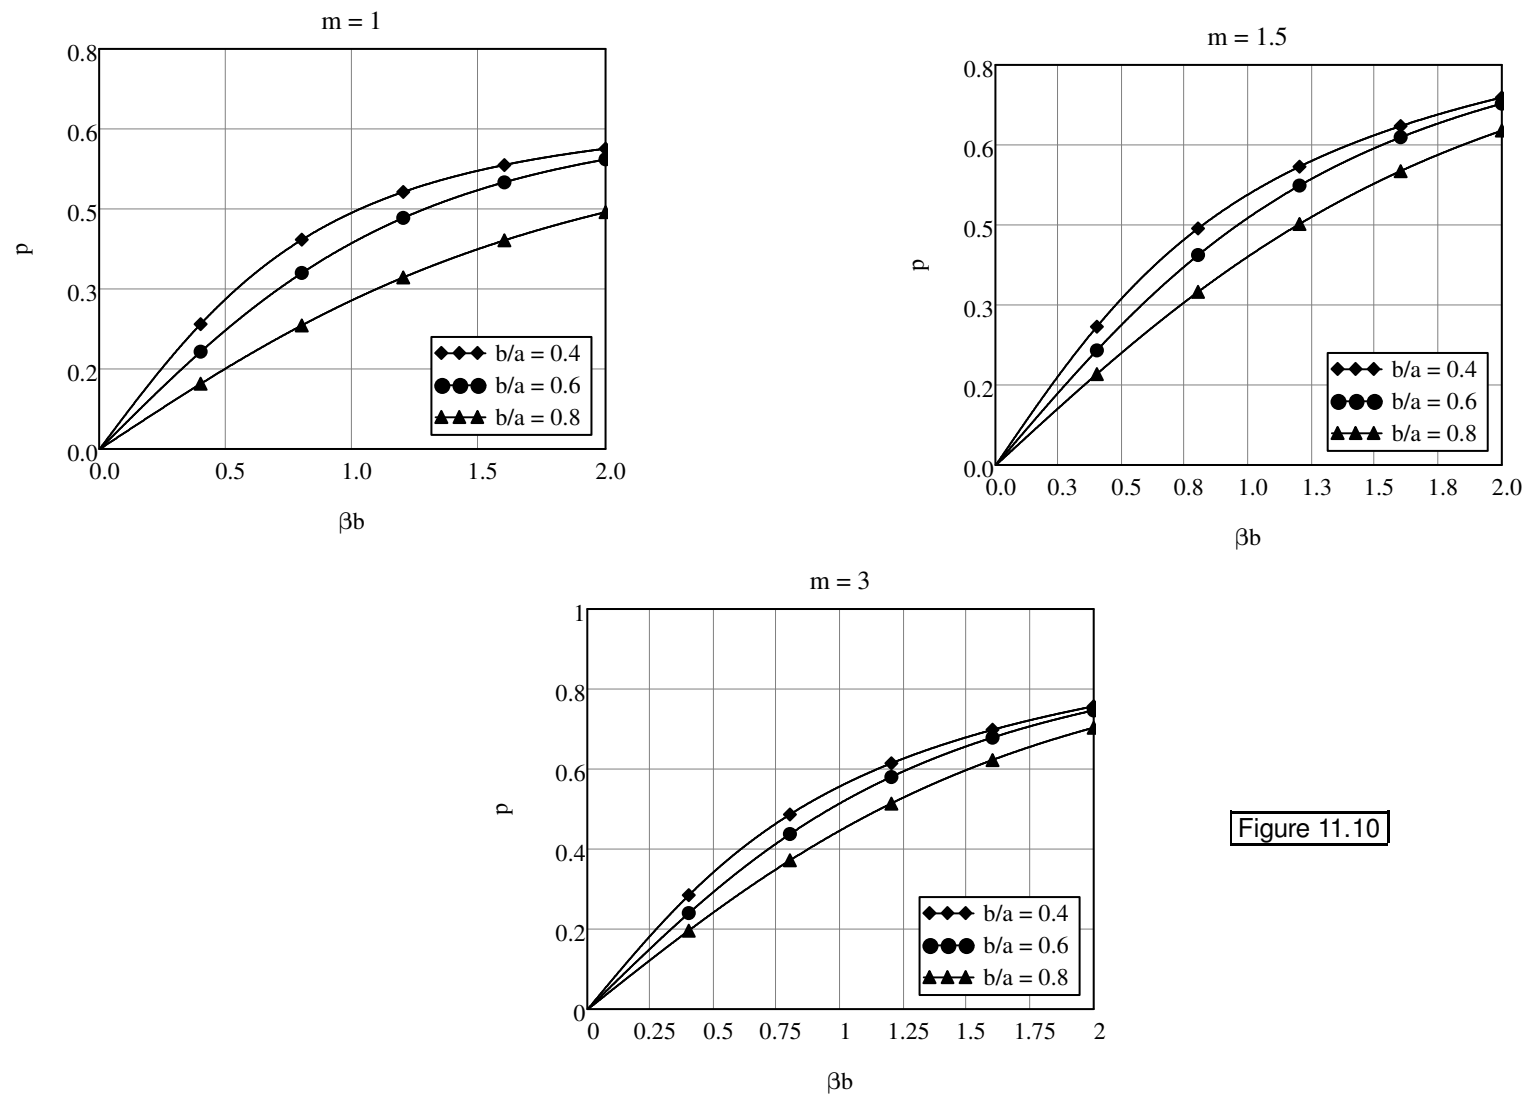 m = 1
0.8
0.6
0.5
0.3
0.2
0.0
p
0.0 0.5 1.0 1.5 2.0
βb
b/a = 0.4
b/a = 0.6
b/a = 0.8
m = 1.5
0.8
0.6
0.5
0.3
0.2
0.0
p
0.0 0.3 0.5 0.8 1.0 1.3 1.5 1.8 2.0
βb
b/a = 0.4
b/a = 0.6
b/a = 0.8
m = 3
1
0.8
0.6
0.4
0.2
0
p
0 0.25 0.5 0.75 1 1.25 1.5 1.75 2
βb
b/a = 0.4
b/a = 0.6
b/a = 0.8
Figure 11.10